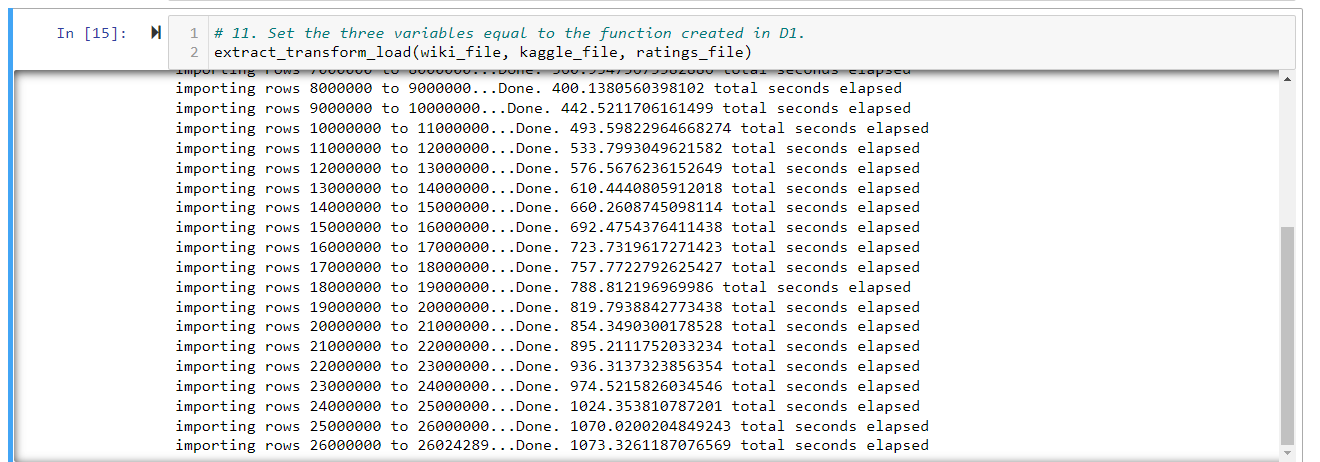 In [15]:
1 # 11. Set the three variables equal to the function created in D1.
2 extract_transform_load(wiki_file, kaggle_file, ratings_file)
importing rows 7000000 to 8000000...Done. total seconds elapsed
importing rows 8000000 to 9000000...Done. 400.1380560398102 total seconds elapsed
importing rows 9000000 to 10000000...Done. 442.5211706161499 total seconds elapsed
importing rows 10000000 to 11000000...Done. 493.59822964668274 total seconds elapsed
importing rows 11000000 to 12000000...Done. 533.7993049621582 total seconds elapsed
importing rows 12000000 to 13000000...Done. 576.5676236152649 total seconds elapsed
importing rows 13000000 to 14000000...Done. 610.4440805912018 total seconds elapsed
importing rows 14000000 to 15000000...Done. 660.2608745098114 total seconds elapsed
importing rows 15000000 to 16000000...Done. 692.4754376411438 total seconds elapsed
importing rows 16000000 to 17000000...Done. 723.7319617271423 total seconds elapsed
importing rows 17000000 to 18000000...Done. 757.7722792625427 total seconds elapsed
importing rows 18000000 to 19000000...Done. 788.812196969986 total seconds elapsed
importing rows 19000000 to 20000000...Done. 819.7938842773438 total seconds elapsed
importing rows 20000000 to 21000000...Done. 854.3490300178528 total seconds elapsed
importing rows 21000000 to 22000000...Done. 895.2111752033234 total seconds elapsed
importing rows 22000000 to 23000000...Done. 936.3137323856354 total seconds elapsed
importing rows 23000000 to 24000000...Done. 974.5215826034546 total seconds elapsed
importing rows 24000000 to 25000000...Done. 1024.353810787201 total seconds elapsed
importing rows 25000000 to 26000000...Done. 1070.0200204849243 total seconds elapsed
importing rows 26000000 to 26024289...Done. 1073.3261187076569 total seconds elapsed